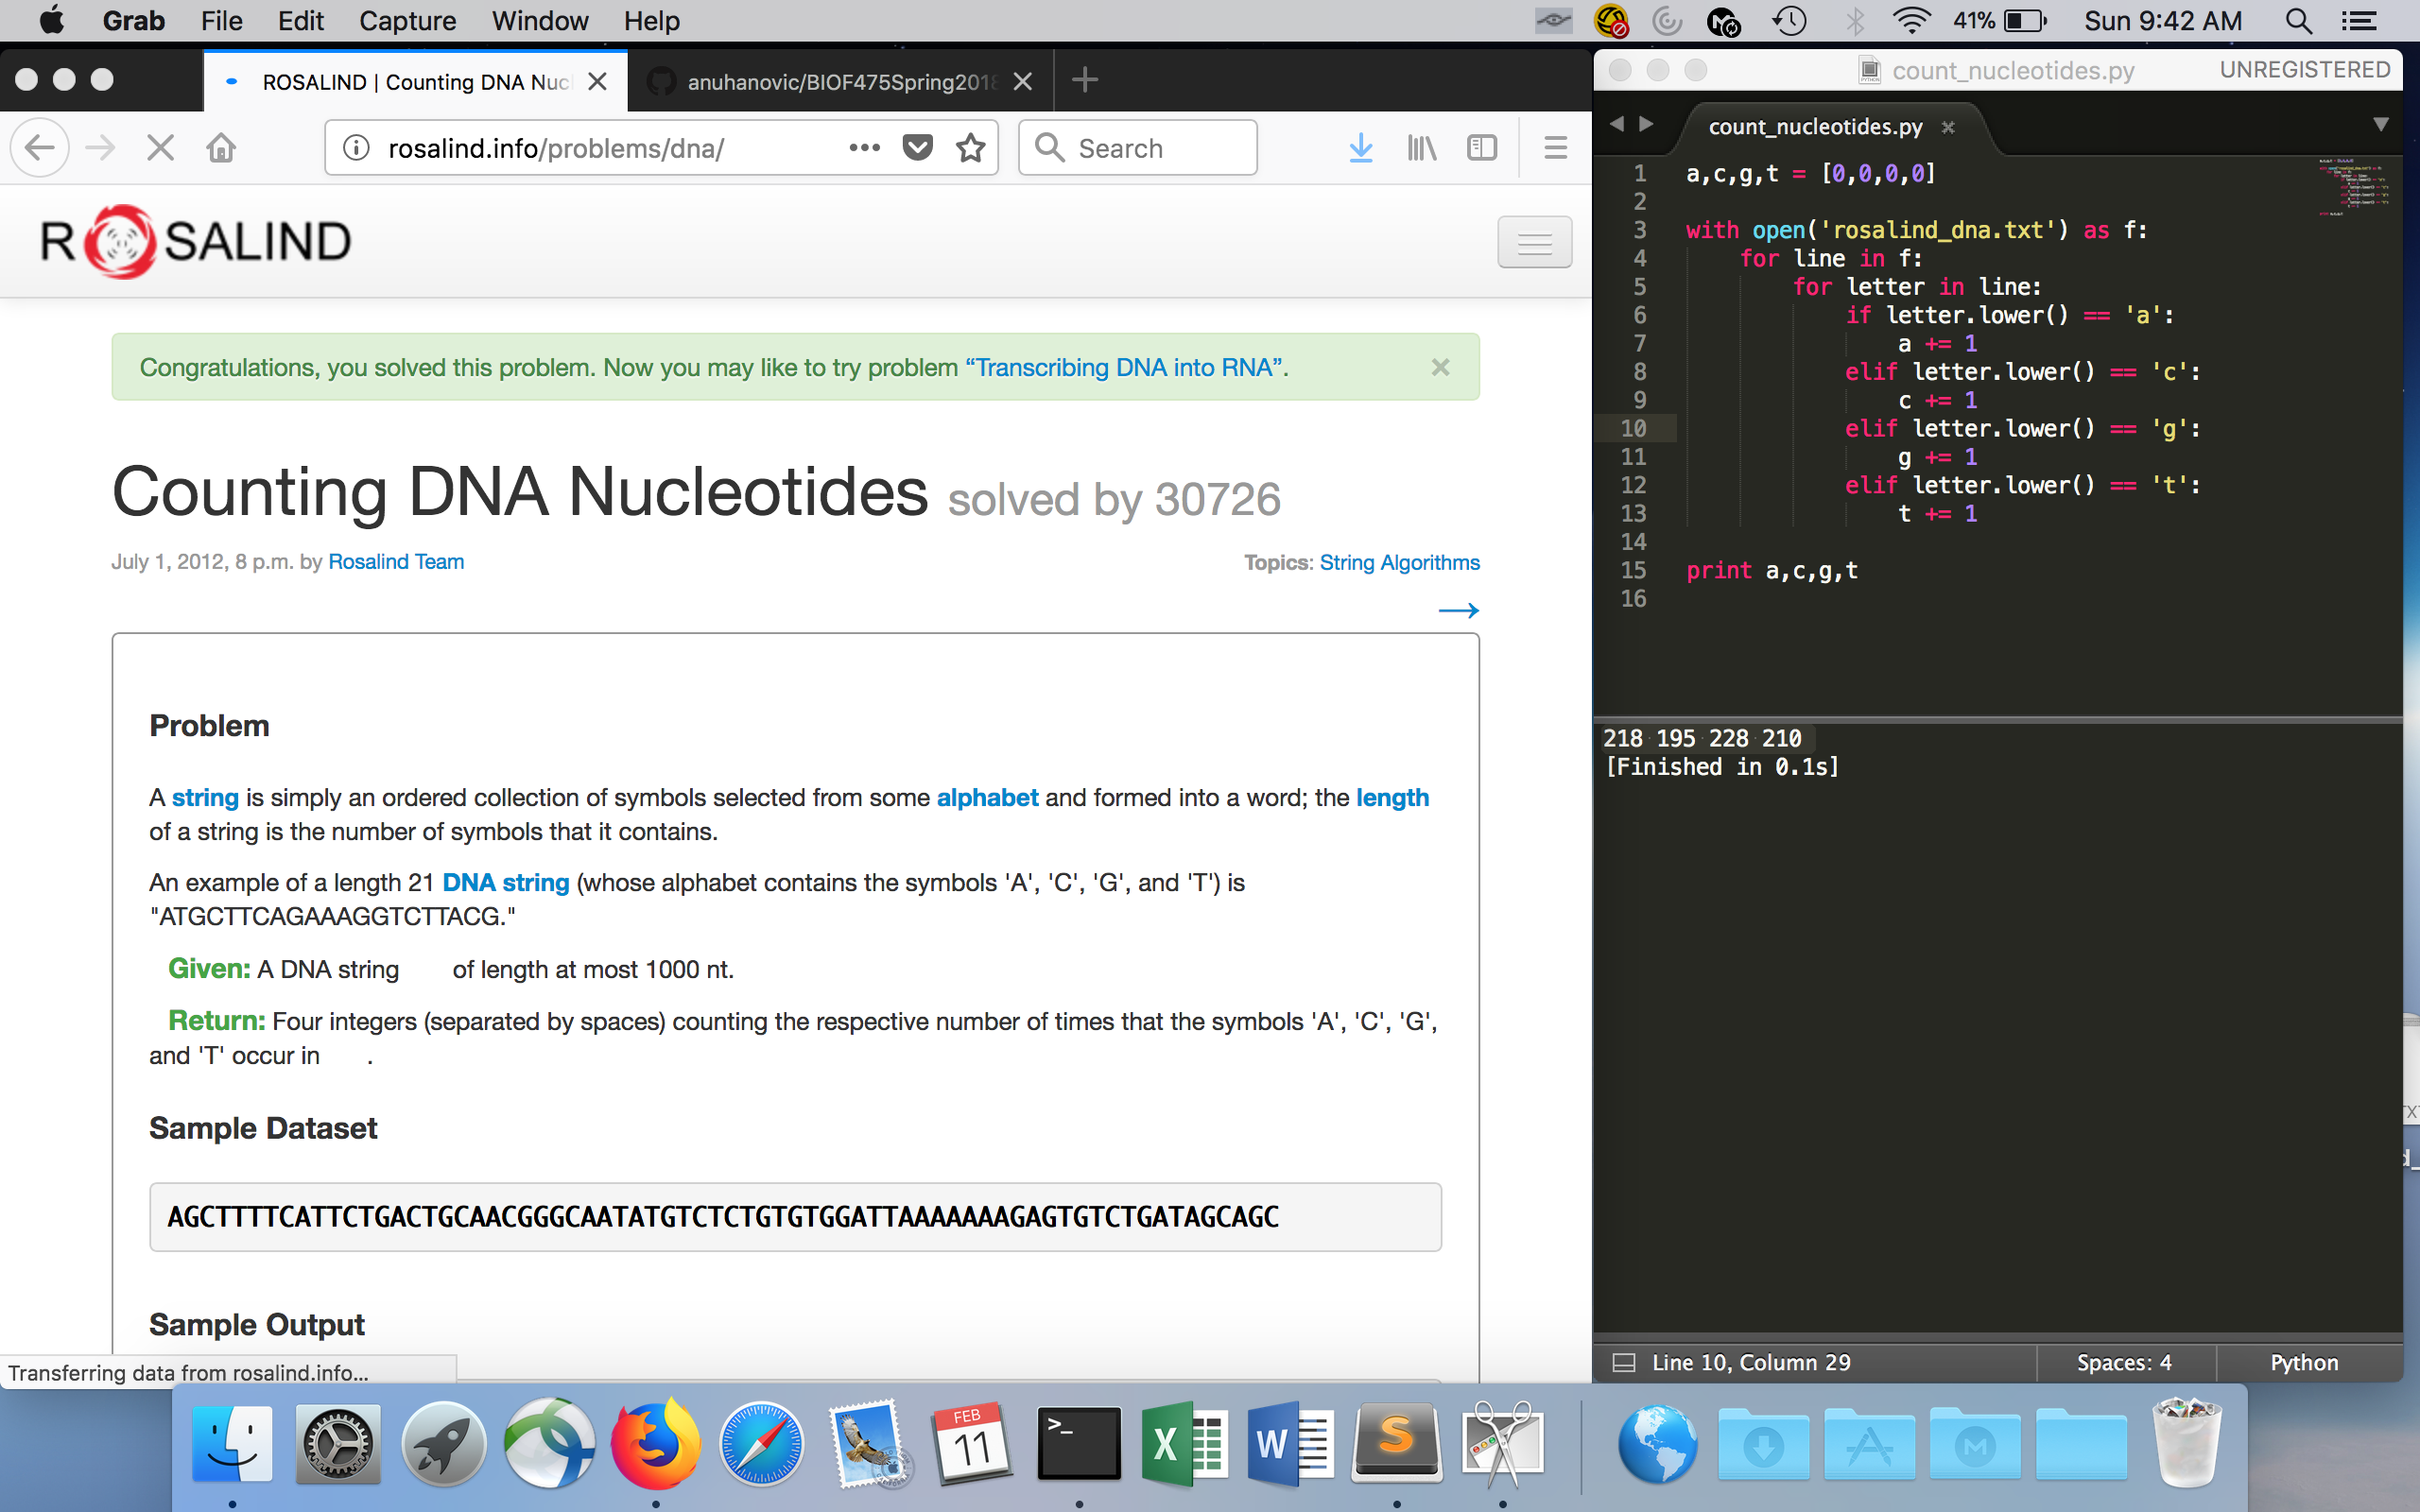 Grab File Edit Capture Window Help 41% Sun 9:42 AM
ROSALIND | Counting DNA Nuc
anuhanovic/BIOF475Spring2018
rosalind.info/problems/dna/
Search
ROSALIND
Congratulations, you solved this problem. Now you may like to try problem “Transcribing DNA into RNA”.
Counting DNA Nucleotides solved by 30726
July 1, 2012, 8 p.m. by Rosalind Team
Topics: String Algorithms
→
Problem
A string is simply an ordered collection of symbols selected from some alphabet and formed into a word; the length
of a string is the number of symbols that it contains.
An example of a length 21 DNA string (whose alphabet contains the symbols 'A', 'C', 'G', and 'T') is
"ATGCTTCAGAAAGGTCTTACG."
Given: A DNA string of length at most 1000 nt.
Return: Four integers (separated by spaces) counting the respective number of times that the symbols 'A', 'C', 'G',
and 'T' occur in .
Sample Dataset
AGCTTTTCATTCTGACTGCAACGGGCAATATGTCTCTGTGTGGATTAAAAAAAGAGTGTCTGATAGCAGC
Sample Output
Transferring data from rosalind.info...
count_nucleotides.py UNREGISTERED
count_nucleotides.py
1 a,c,g,t = [0,0,0,0]
2
3 with open('rosalind_dna.txt') as f:
4     for line in f:
5         for letter in line:
6             if letter.lower() == 'a':
7                 a += 1
8             elif letter.lower() == 'c':
9                 c += 1
10             elif letter.lower() == 'g':
11                 g += 1
12             elif letter.lower() == 't':
13                 t += 1
14
15 print a,c,g,t
16
218 195 228 210
[Finished in 0.1s]
Line 10, Column 29 Spaces: 4 Python
FEB
11